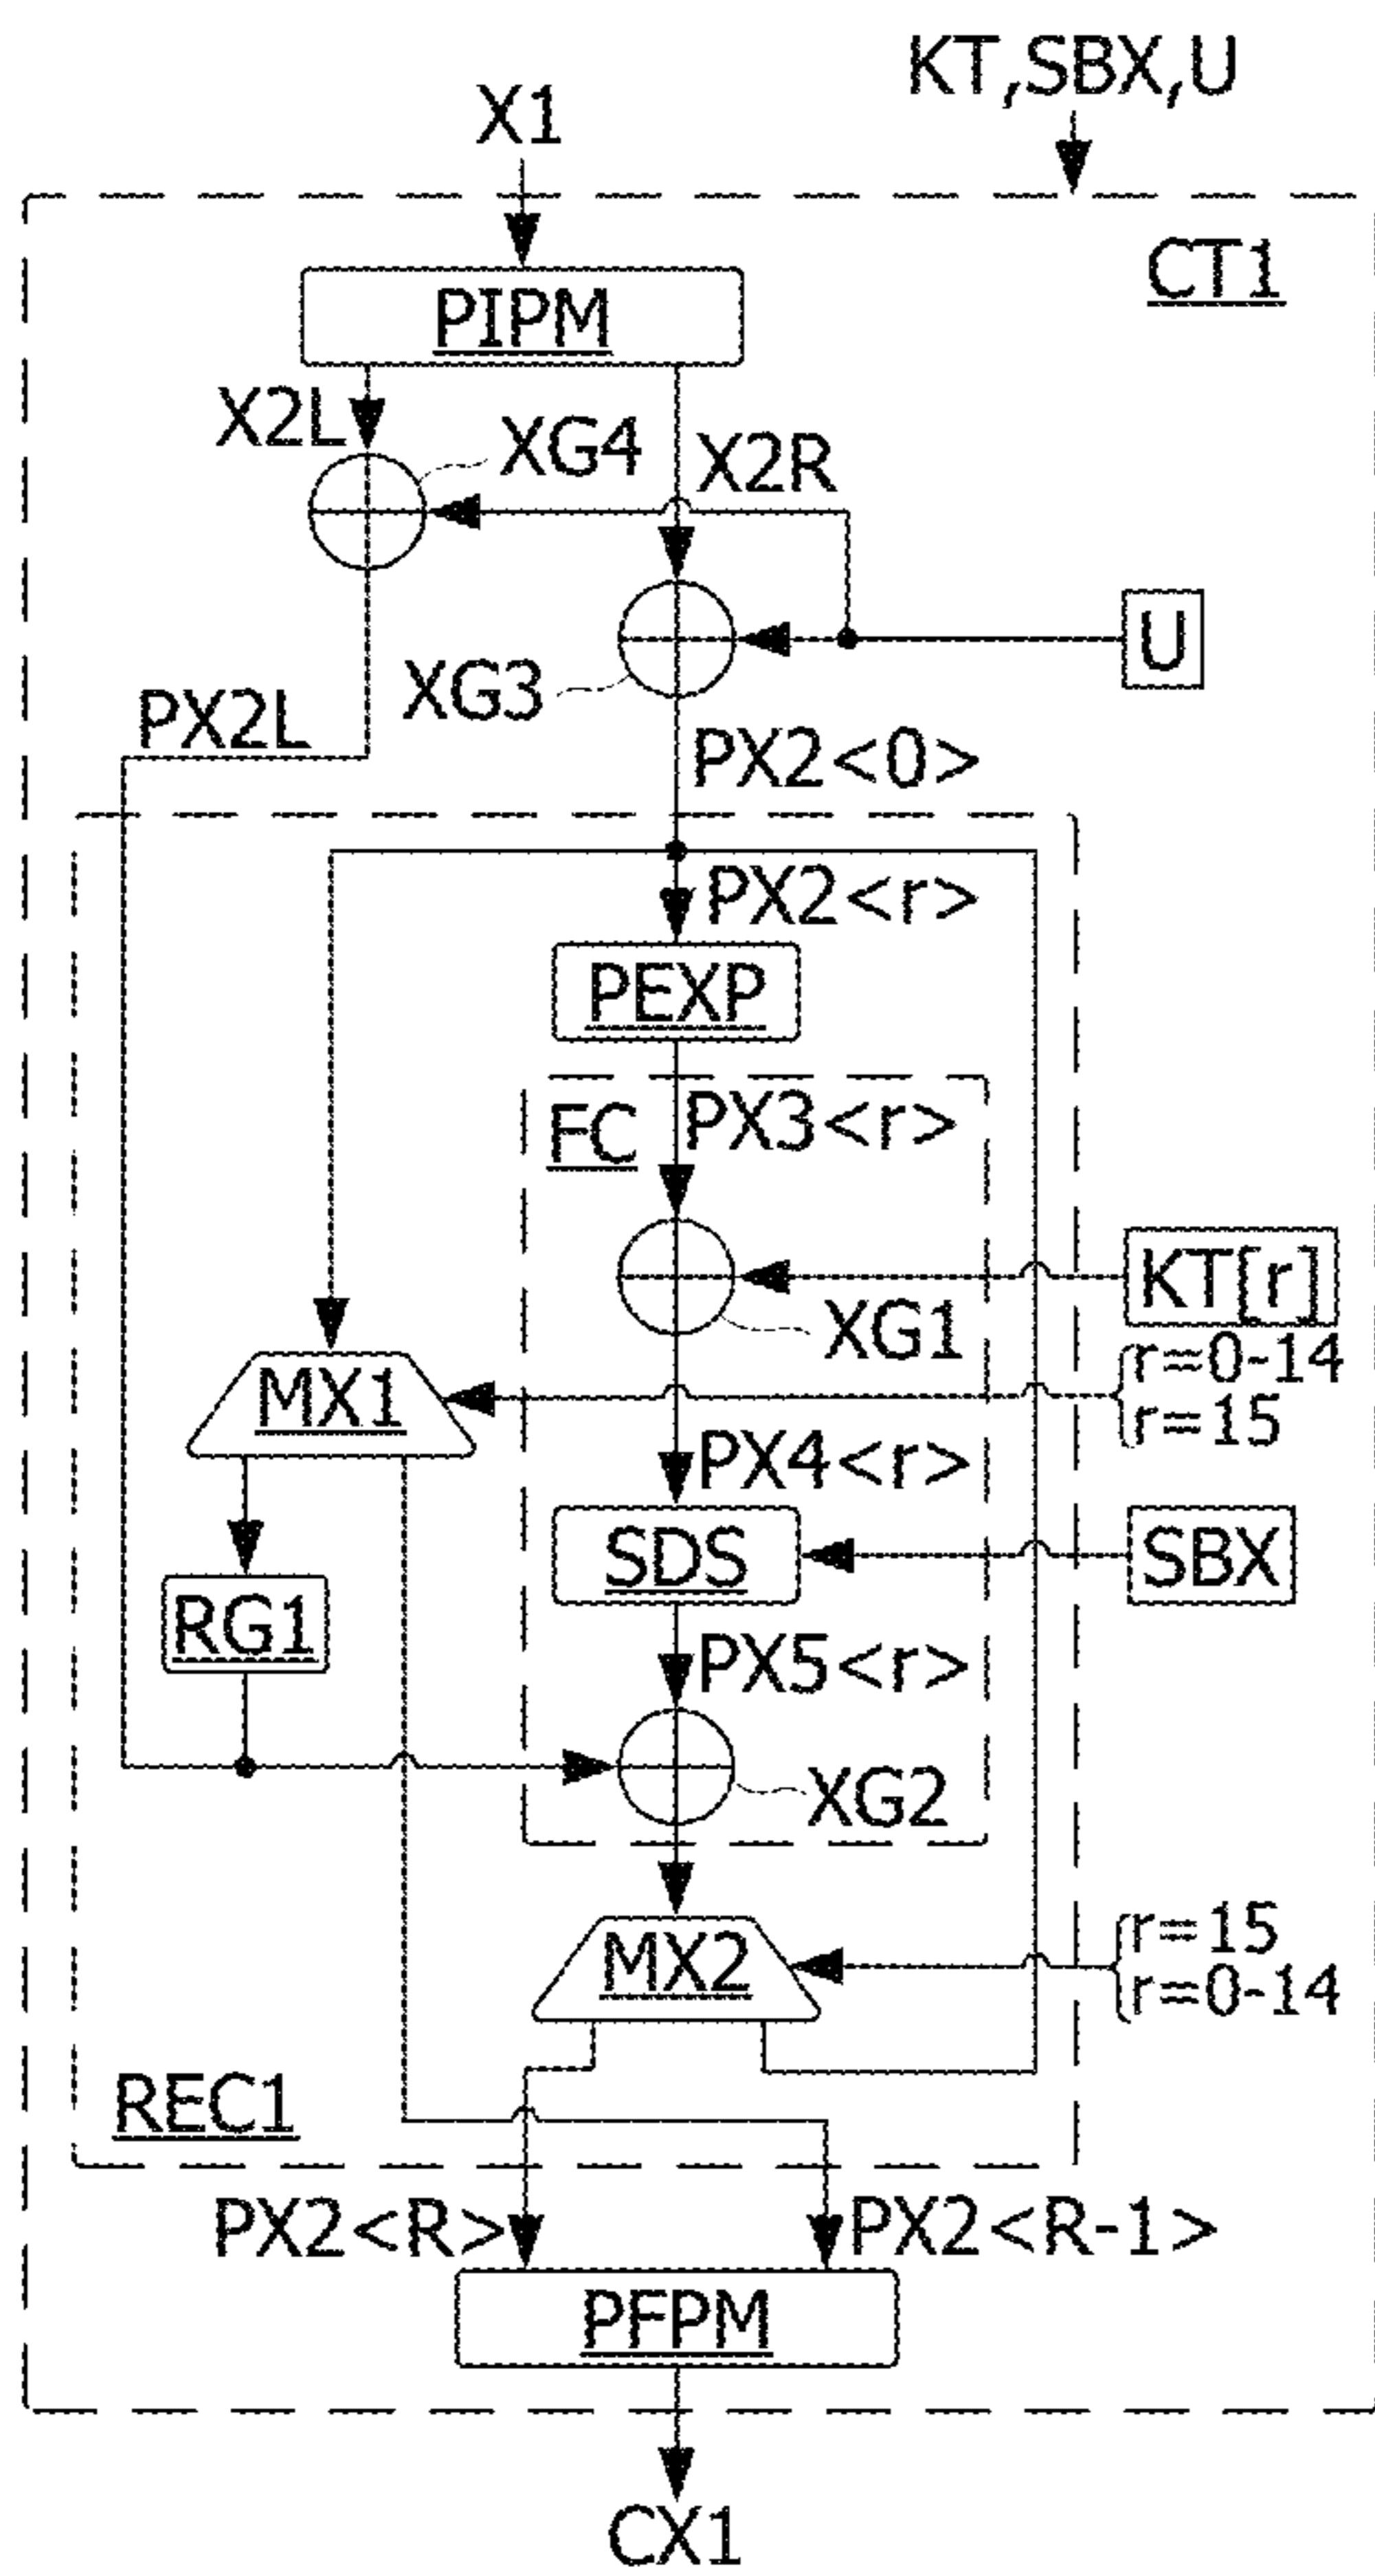 KT,SBX,U
X1
CT1
PIPM
X2L
XG4
X2R
U
XG3
PX2L
PX2<0>
PX2<r>
PEXP
FC
PX3<r>
KT[r]
XG1
r=0-14
MX1
r=15
PX4<r>
SDS
SBX
RG1
PX5<r>
XG2
r=15
MX2
r=0-14
REC1
PX2<R>
PX2<R-1>
PFPM
CX1